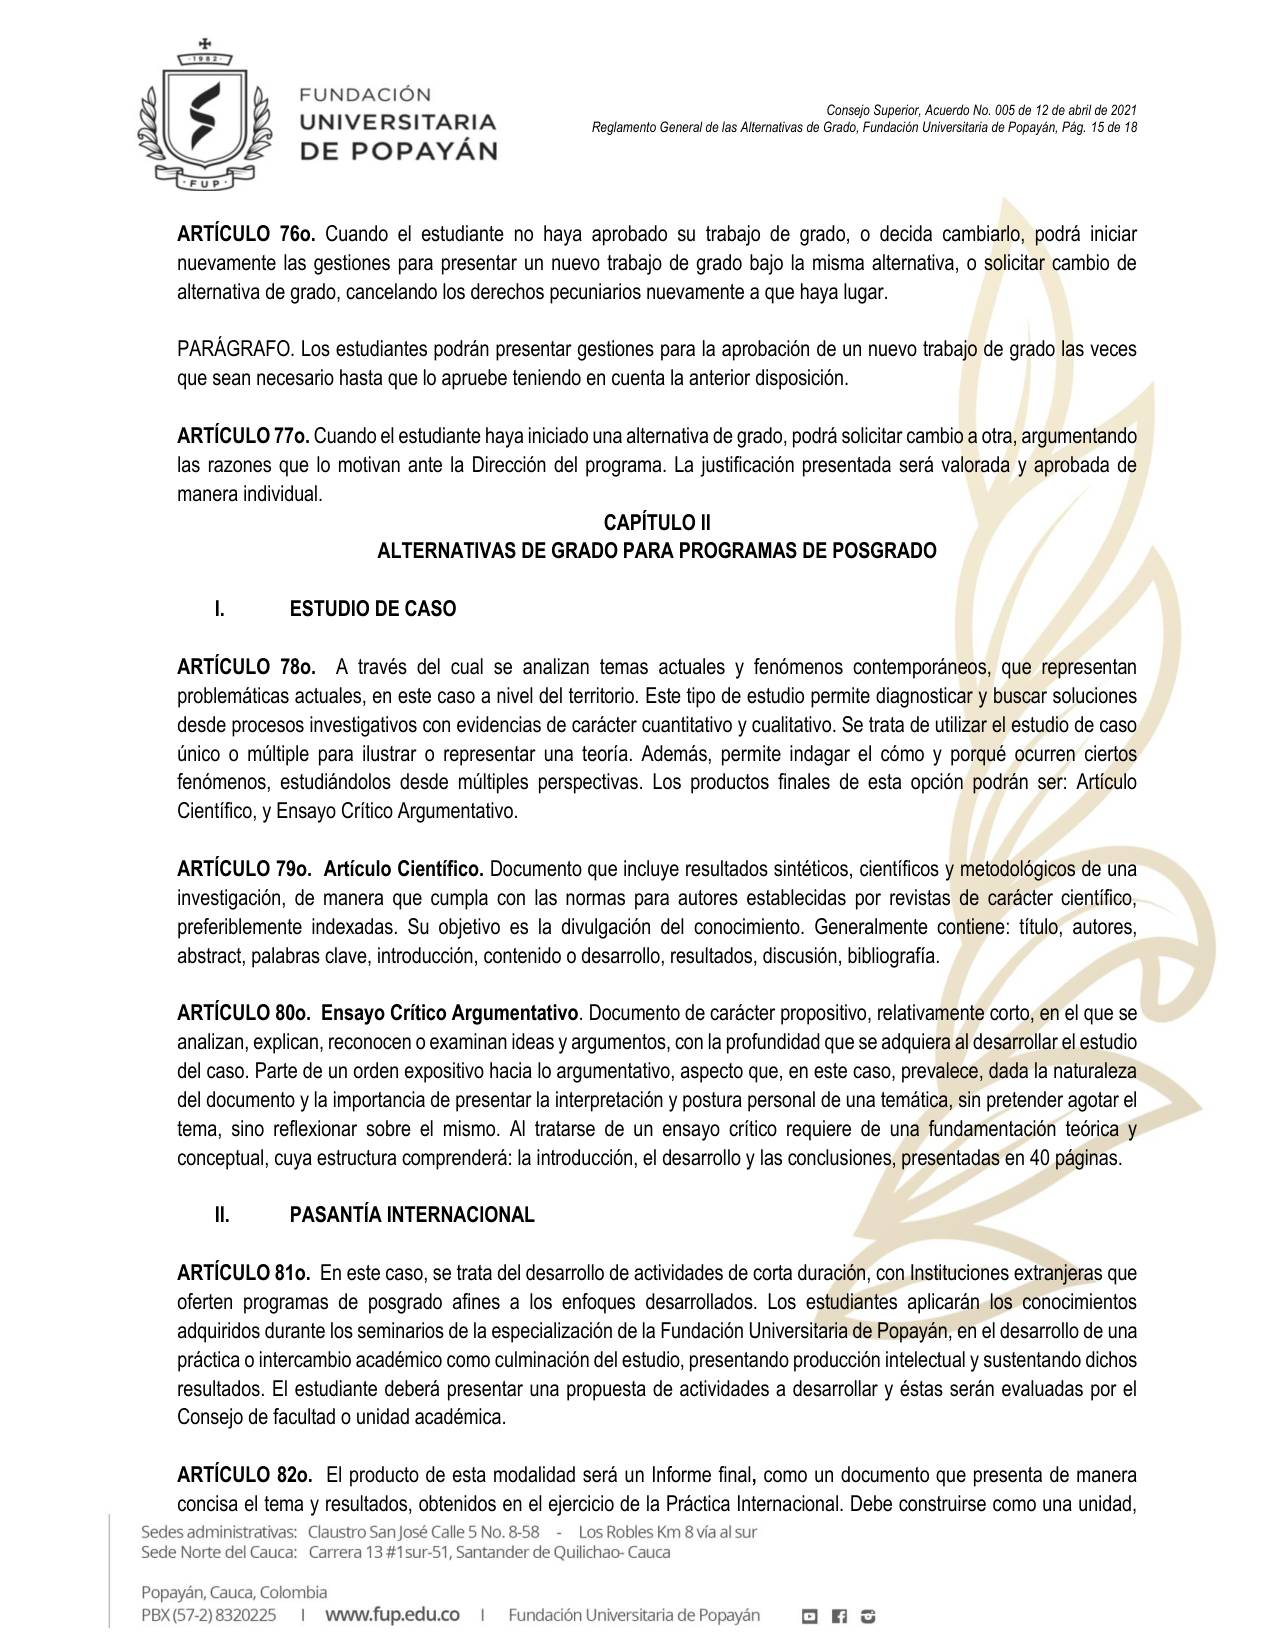 1982
FUP
FUNDACIÓN
UNIVERSITARIA
DE POPAYÁN
Consejo Superior, Acuerdo No. 005 de 12 de abril de 2021
Reglamento General de las Alternativas de Grado, Fundación Universitaria de Popayán, Pág. 15 de 18
ARTÍCULO 76o. Cuando el estudiante no haya aprobado su trabajo de grado, o decida cambiarlo, podrá iniciar
nuevamente las gestiones para presentar un nuevo trabajo de grado bajo la misma alternativa, o solicitar cambio de
alternativa de grado, cancelando los derechos pecuniarios nuevamente a que haya lugar.
PARÁGRAFO. Los estudiantes podrán presentar gestiones para la aprobación de un nuevo trabajo de grado las veces
que sean necesario hasta que lo apruebe teniendo en cuenta la anterior disposición.
ARTÍCULO 77o. Cuando el estudiante haya iniciado una alternativa de grado, podrá solicitar cambio a otra, argumentando
las razones que lo motivan ante la Dirección del programa. La justificación presentada será valorada y aprobada de
manera individual.
CAPÍTULO II
ALTERNATIVAS DE GRADO PARA PROGRAMAS DE POSGRADO
I. ESTUDIO DE CASO
ARTÍCULO 78o. A través del cual se analizan temas actuales y fenómenos contemporáneos, que representan
problemáticas actuales, en este caso a nivel del territorio. Este tipo de estudio permite diagnosticar y buscar soluciones
desde procesos investigativos con evidencias de carácter cuantitativo y cualitativo. Se trata de utilizar el estudio de caso
único o múltiple para ilustrar o representar una teoría. Además, permite indagar el cómo y porqué ocurren ciertos
fenómenos, estudiándolos desde múltiples perspectivas. Los productos finales de esta opción podrán ser: Artículo
Científico, y Ensayo Crítico Argumentativo.
ARTÍCULO 79o. Artículo Científico. Documento que incluye resultados sintéticos, científicos y metodológicos de una
investigación, de manera que cumpla con las normas para autores establecidas por revistas de carácter científico,
preferiblemente indexadas. Su objetivo es la divulgación del conocimiento. Generalmente contiene: título, autores,
abstract, palabras clave, introducción, contenido o desarrollo, resultados, discusión, bibliografía.
ARTÍCULO 80o. Ensayo Crítico Argumentativo. Documento de carácter propositivo, relativamente corto, en el que se
analizan, explican, reconocen o examinan ideas y argumentos, con la profundidad que se adquiera al desarrollar el estudio
del caso. Parte de un orden expositivo hacia lo argumentativo, aspecto que, en este caso, prevalece, dada la naturaleza
del documento y la importancia de presentar la interpretación y postura personal de una temática, sin pretender agotar el
tema, sino reflexionar sobre el mismo. Al tratarse de un ensayo crítico requiere de una fundamentación teórica y
conceptual, cuya estructura comprenderá: la introducción, el desarrollo y las conclusiones, presentadas en 40 páginas.
II. PASANTÍA INTERNACIONAL
ARTÍCULO 81o. En este caso, se trata del desarrollo de actividades de corta duración, con Instituciones extranjeras que
oferten programas de posgrado afines a los enfoques desarrollados. Los estudiantes aplicarán los conocimientos
adquiridos durante los seminarios de la especialización de la Fundación Universitaria de Popayán, en el desarrollo de una
práctica o intercambio académico como culminación del estudio, presentando producción intelectual y sustentando dichos
resultados. El estudiante deberá presentar una propuesta de actividades a desarrollar y éstas serán evaluadas por el
Consejo de facultad o unidad académica.
ARTÍCULO 82o. El producto de esta modalidad será un Informe final, como un documento que presenta de manera
concisa el tema y resultados, obtenidos en el ejercicio de la Práctica Internacional. Debe construirse como una unidad,
Sedes administrativas: Claustro San José Calle 5 No. 8-58 - Los Robles Km 8 vía al sur
Sede Norte del Cauca: Carrera 13 #1sur-51, Santander de Quilichao- Cauca
Popayán, Cauca, Colombia
PBX (57-2) 8320225 | www.fup.edu.co | Fundación Universitaria de Popayán